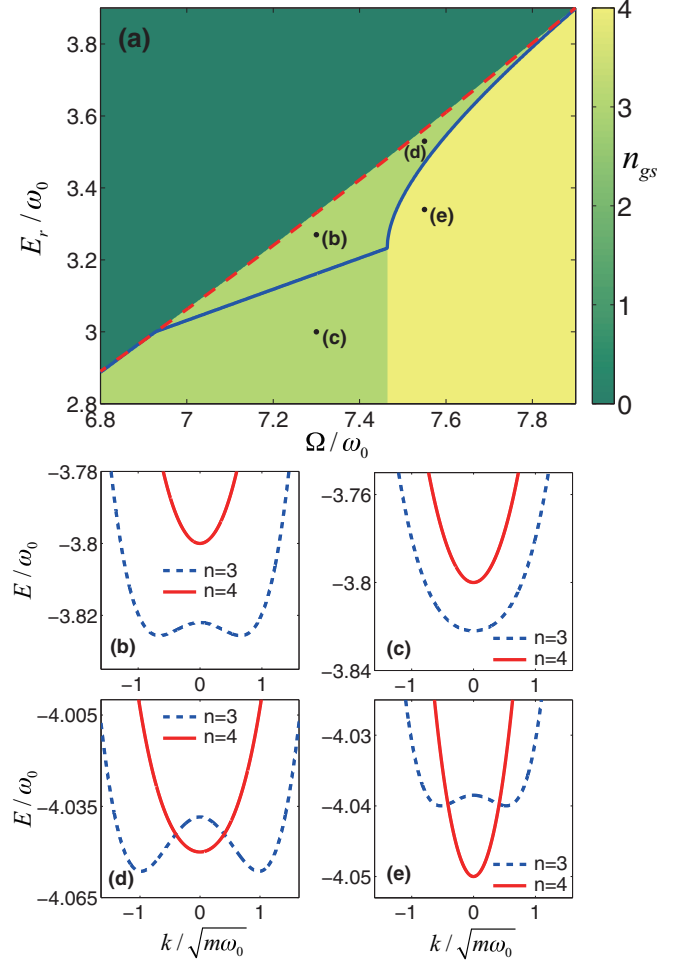 (a)
3.8
3.6
3.4
3.2
3
2.8
E_r / ω_0
(d)
(e)
(b)
(c)
6.8 7 7.2 7.4 7.6 7.8
Ω / ω_0
4
3
2
1
0
n_gs
−3.78
−3.8
−3.82
E / ω_0
n=3
n=4
(b)
−1 0 1
−3.76
−3.8
−3.84
n=3
n=4
(c)
−1 0 1
−4.005
−4.035
−4.065
E / ω_0
n=3
n=4
(d)
−1 0 1
k / √mω_0
−4.03
−4.04
−4.05
n=3
n=4
(e)
−1 0 1
k / √mω_0